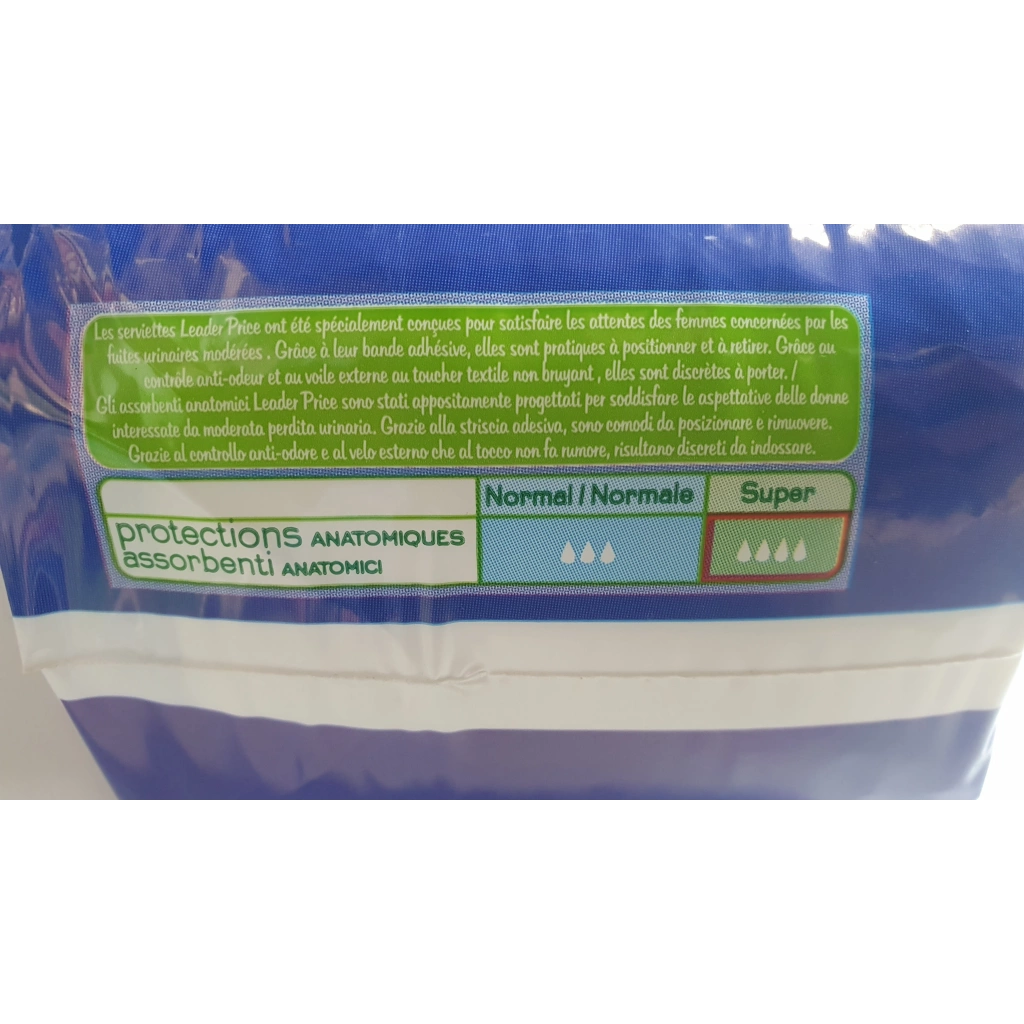 Les serviettes Leader Price ont été spécialement conçues pour satisfaire les attentes des femmes concernées par les
fuites urinaires modérées . Grâce à leur bande adhésive, elles sont pratiques à positionner et à retirer. Grâce au
contrôle anti-odeur et au voile externe au toucher textile non bruyant , elles sont discrètes à porter. /
Gli assorbenti anatomici Leader Price sono stati appositamente progettati per soddisfare le aspettative delle donne
interessate da moderata perdita urinaria. Grazie alla striscia adesiva, sono comodi da posizionare e rimuovere.
Grazie al controllo anti-odore e al velo esterno che al tocco non fa rumore, risultano discreti da indossare.
Normal / Normale Super
protections ANATOMIQUES
assorbenti ANATOMICI